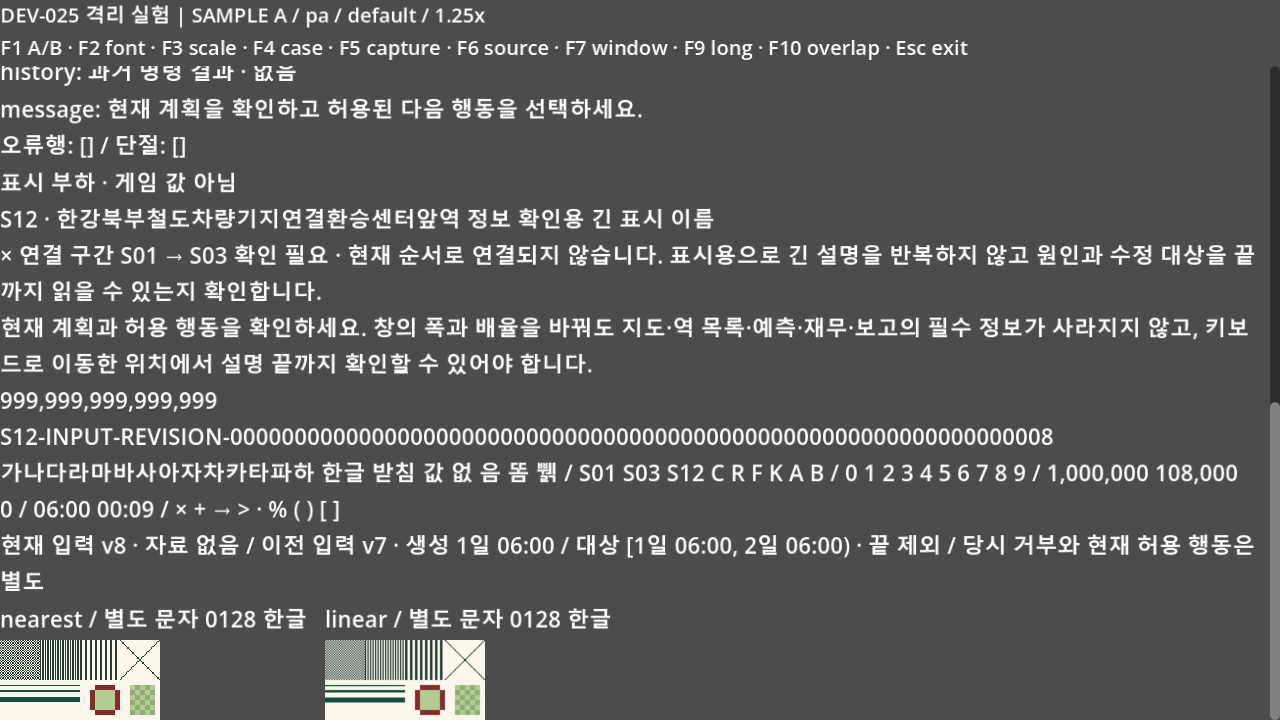 DEV-025 격리 실험 | SAMPLE A / pa / default / 1.25x
F1 A/B · F2 font · F3 scale · F4 case · F5 capture · F6 source · F7 window · F9 long · F10 overlap · Esc exit
history: 과거 명령 결과 · 없음
message: 현재 계획을 확인하고 허용된 다음 행동을 선택하세요.
오류행: [] / 단절: []
표시 부하 · 게임 값 아님
S12 · 한강북부철도차량기지연결환승센터앞역 정보 확인용 긴 표시 이름
× 연결 구간 S01 → S03 확인 필요 · 현재 순서로 연결되지 않습니다. 표시용으로 긴 설명을 반복하지 않고 원인과 수정 대상을 끝
까지 읽을 수 있는지 확인합니다.
현재 계획과 허용 행동을 확인하세요. 창의 폭과 배율을 바꿔도 지도·역 목록·예측·재무·보고의 필수 정보가 사라지지 않고, 키보
드로 이동한 위치에서 설명 끝까지 확인할 수 있어야 합니다.
999,999,999,999,999
S12-INPUT-REVISION-0000000000000000000000000000000000000000000000000000000000000008
가나다라마바사아자차카타파하 한글 받침 값 없 음 똠 뷁 / S01 S03 S12 C R F K A B / 0 1 2 3 4 5 6 7 8 9 / 1,000,000 108,000
0 / 06:00 00:09 / × + → > · % ( ) [ ]
현재 입력 v8 · 자료 없음 / 이전 입력 v7 · 생성 1일 06:00 / 대상 [1일 06:00, 2일 06:00) · 끝 제외 / 당시 거부와 현재 허용 행동은
별도
nearest / 별도 문자 0128 한글 linear / 별도 문자 0128 한글